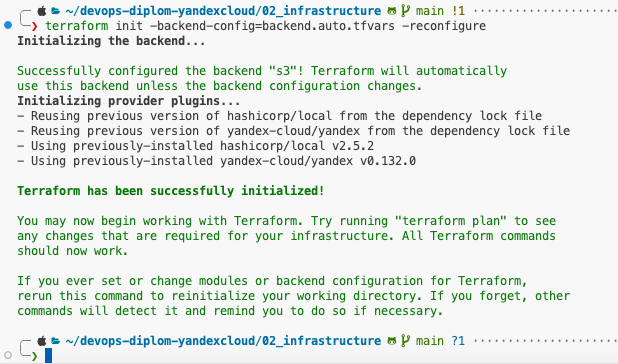 ~/devops-diplom-yandexcloud/02_infrastructure main !1
❯ terraform init -backend-config=backend.auto.tfvars -reconfigure
Initializing the backend...
Successfully configured the backend "s3"! Terraform will automatically
use this backend unless the backend configuration changes.
Initializing provider plugins...
- Reusing previous version of hashicorp/local from the dependency lock file
- Reusing previous version of yandex-cloud/yandex from the dependency lock file
- Using previously-installed hashicorp/local v2.5.2
- Using previously-installed yandex-cloud/yandex v0.132.0
Terraform has been successfully initialized!
You may now begin working with Terraform. Try running "terraform plan" to see
any changes that are required for your infrastructure. All Terraform commands
should now work.
If you ever set or change modules or backend configuration for Terraform,
rerun this command to reinitialize your working directory. If you forget, other
commands will detect it and remind you to do so if necessary.
~/devops-diplom-yandexcloud/02_infrastructure main ?1
❯